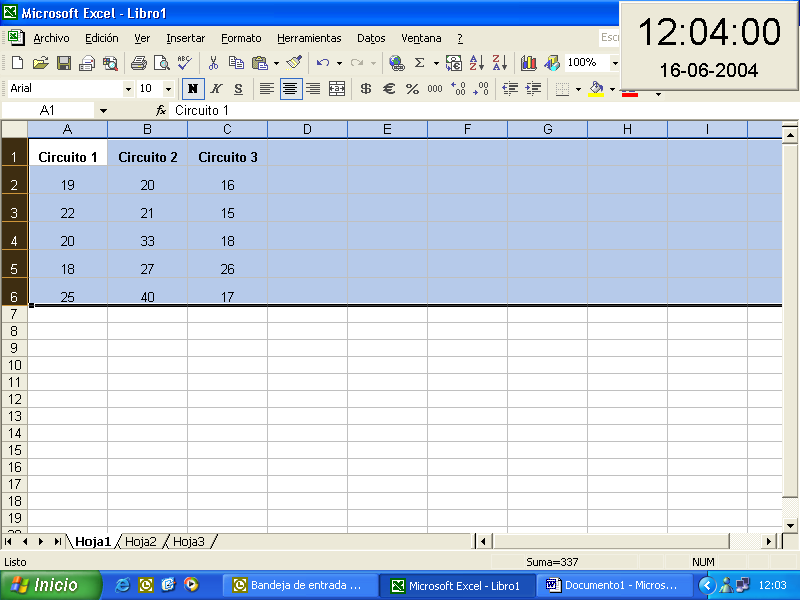 Microsoft Excel - Libro1
12:04:00
16-06-2004
Archivo Edición Ver Insertar Formato Herramientas Datos Ventana ?
100%
Arial 10 N K S $ € % 000
A1 fx Circuito 1
A B C D E F G H I
1 Circuito 1 Circuito 2 Circuito 3
2 19 20 16
3 22 21 15
4 20 33 18
5 18 27 26
6 25 40 17
7
8
9
10
11
12
13
14
15
16
17
18
19
Hoja1 Hoja2 Hoja3
Listo Suma=337 NUM
Inicio Bandeja de entrada ... Microsoft Excel - Libro1 Documento1 - Micros... 12:03